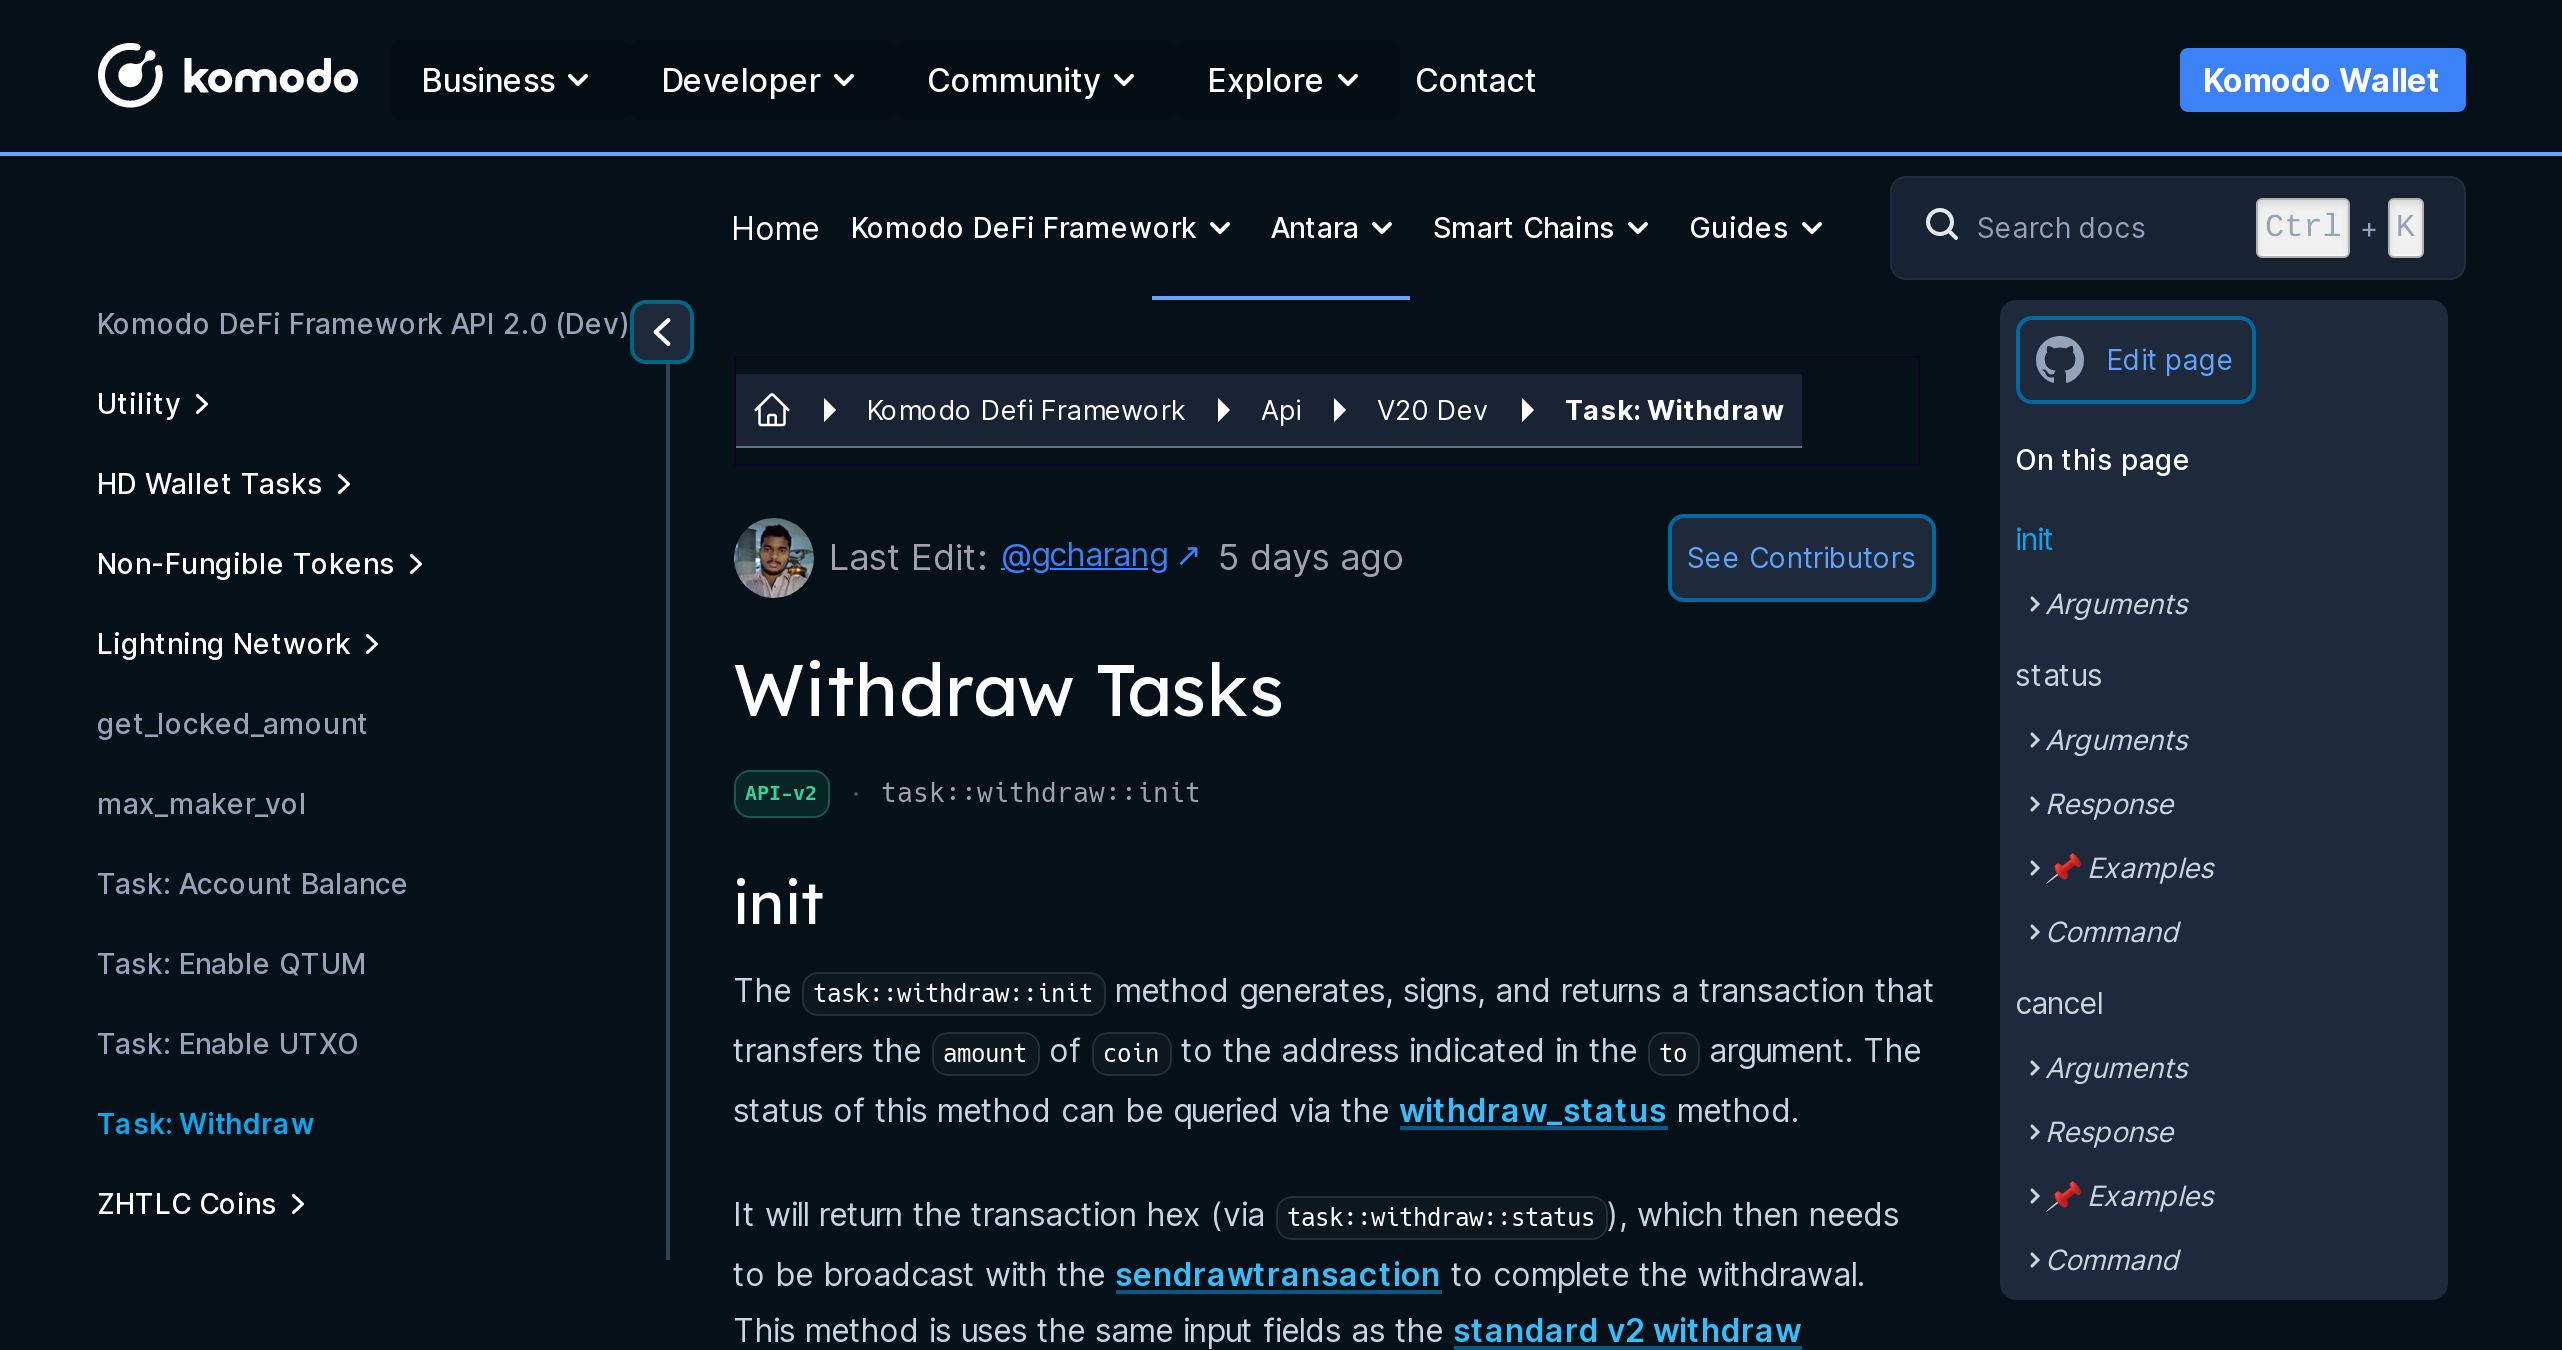 komodo
Business
Developer
Community
Explore
Contact
Komodo Wallet
Home
Komodo DeFi Framework
Antara
Smart Chains
Guides
Search docs
Ctrl + K
Komodo DeFi Framework API 2.0 (Dev)
Utility
HD Wallet Tasks
Non-Fungible Tokens
Lightning Network
get_locked_amount
max_maker_vol
Task: Account Balance
Task: Enable QTUM
Task: Enable UTXO
Task: Withdraw
ZHTLC Coins
Komodo Defi Framework
Api
V20 Dev
Task: Withdraw
Last Edit: @gcharang ↗ 5 days ago
See Contributors
Withdraw Tasks
API-v2 · task::withdraw::init
init
The task::withdraw::init method generates, signs, and returns a transaction that
transfers the amount of coin to the address indicated in the to argument. The
status of this method can be queried via the withdraw_status method.
It will return the transaction hex (via task::withdraw::status), which then needs
to be broadcast with the sendrawtransaction to complete the withdrawal.
This method is uses the same input fields as the standard v2 withdraw
Edit page
On this page
init
Arguments
status
Arguments
Response
📌 Examples
Command
cancel
Arguments
Response
📌 Examples
Command